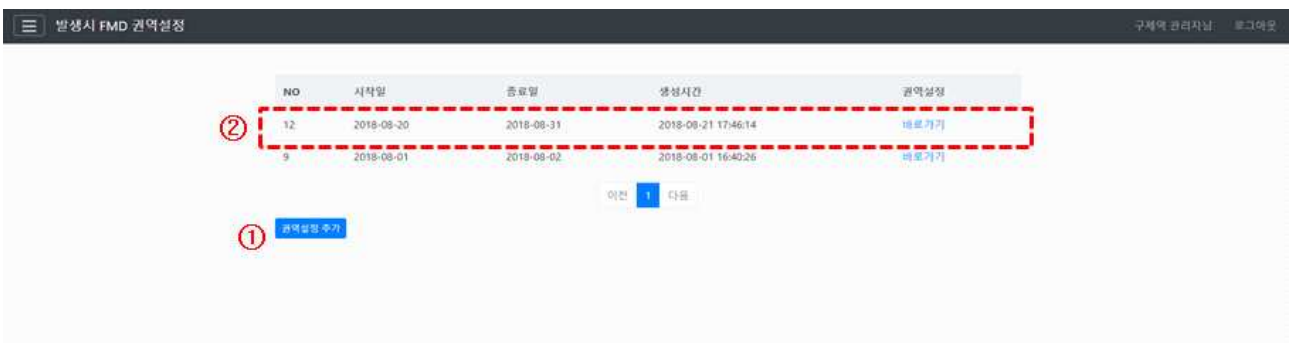 발생시 FMD 권역설정 구제역 관리자님 로그아웃
NO 시작일 종료일 생성시간 권역설정
② 12 2018-08-20 2018-08-31 2018-08-21 17:46:14 바로가기
9 2018-08-01 2018-08-02 2018-08-01 16:40:26 바로가기
이전 1 다음
① 권역설정 추가